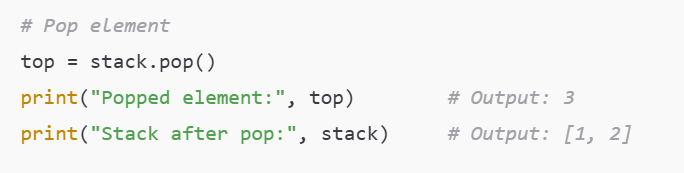 # Pop element
top = stack.pop()
print("Popped element:", top)        # Output: 3
print("Stack after pop:", stack)     # Output: [1, 2]